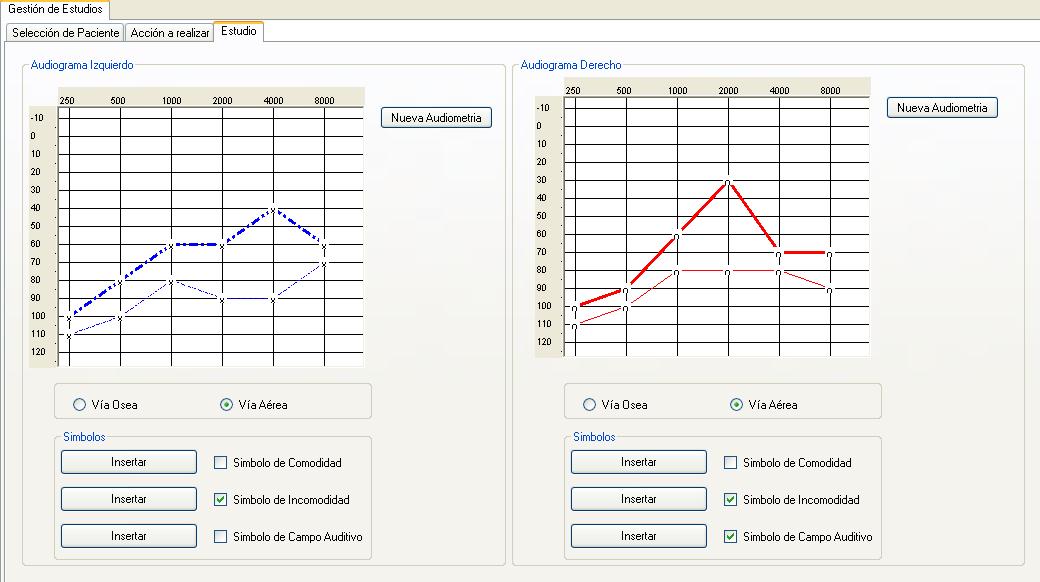 Gestión de Estudios
Selección de Paciente Acción a realizar Estudio
Audiograma Izquierdo
250 500 1000 2000 4000 8000
-10
0
10
20
30
40
50
60
70
80
90
100
110
120
Nueva Audiometria
Vía Osea Vía Aérea
Simbolos
Insertar Simbolo de Comodidad
Insertar Simbolo de Incomodidad
Insertar Simbolo de Campo Auditivo
Audiograma Derecho
250 500 1000 2000 4000 8000
-10
0
10
20
30
40
50
60
70
80
90
100
110
120
Nueva Audiometria
Vía Osea Vía Aérea
Simbolos
Insertar Simbolo de Comodidad
Insertar Simbolo de Incomodidad
Insertar Simbolo de Campo Auditivo